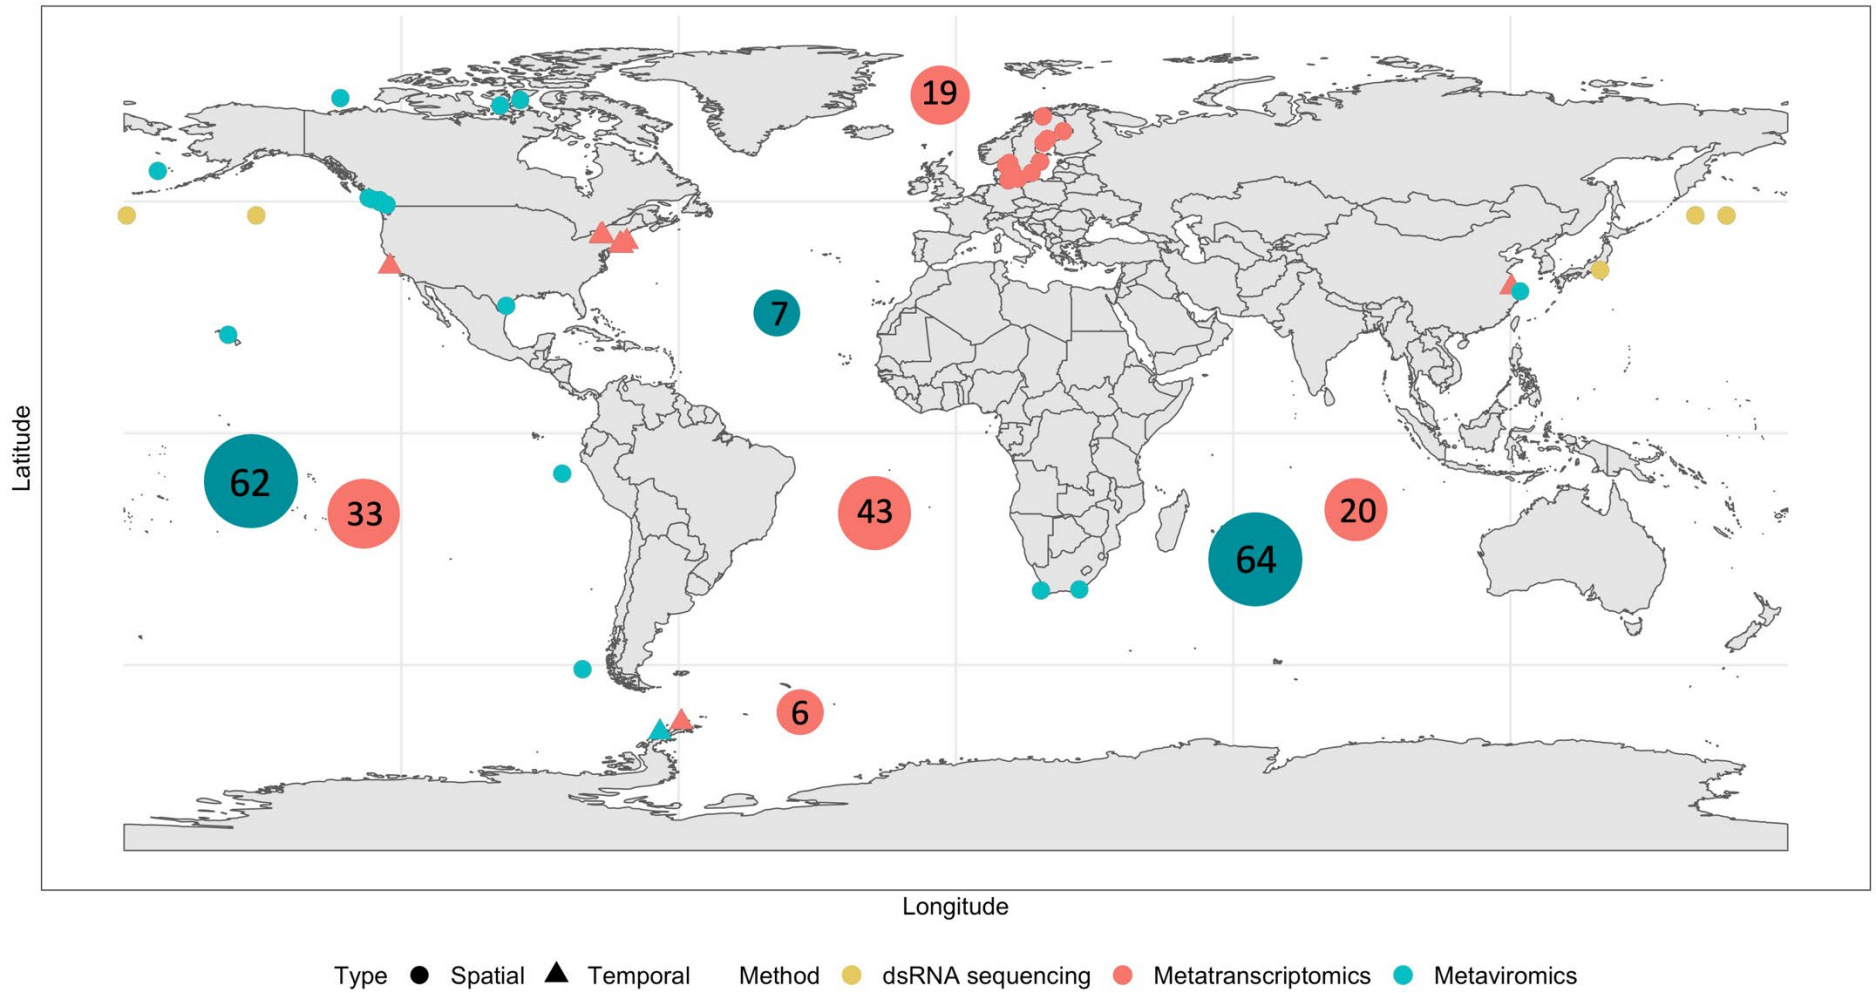 19
7
62
33
43
20
64
6
Latitude
Longitude
Type Spatial Temporal Method dsRNA sequencing Metatranscriptomics Metaviromics